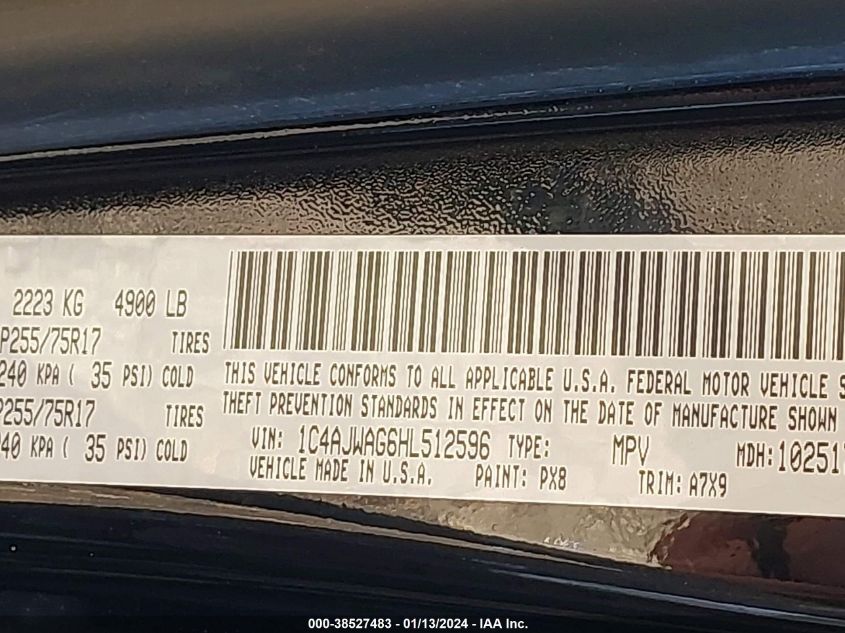 2223 KG 4900 LB
P255/75R17 TIRES
240 KPA ( 35 PSI) COLD
P255/75R17 TIRES
240 KPA ( 35 PSI) COLD
THIS VEHICLE CONFORMS TO ALL APPLICABLE U.S.A. FEDERAL MOTOR VEHICLE S
THEFT PREVENTION STANDARDS IN EFFECT ON THE DATE OF MANUFACTURE SHOWN
VIN: 1C4AJWAG6HL512596 TYPE: MPV MDH: 10251
VEHICLE MADE IN U.S.A. PAINT: PX8 TRIM: A7X9
000-38527483 - 01/13/2024 - IAA Inc.